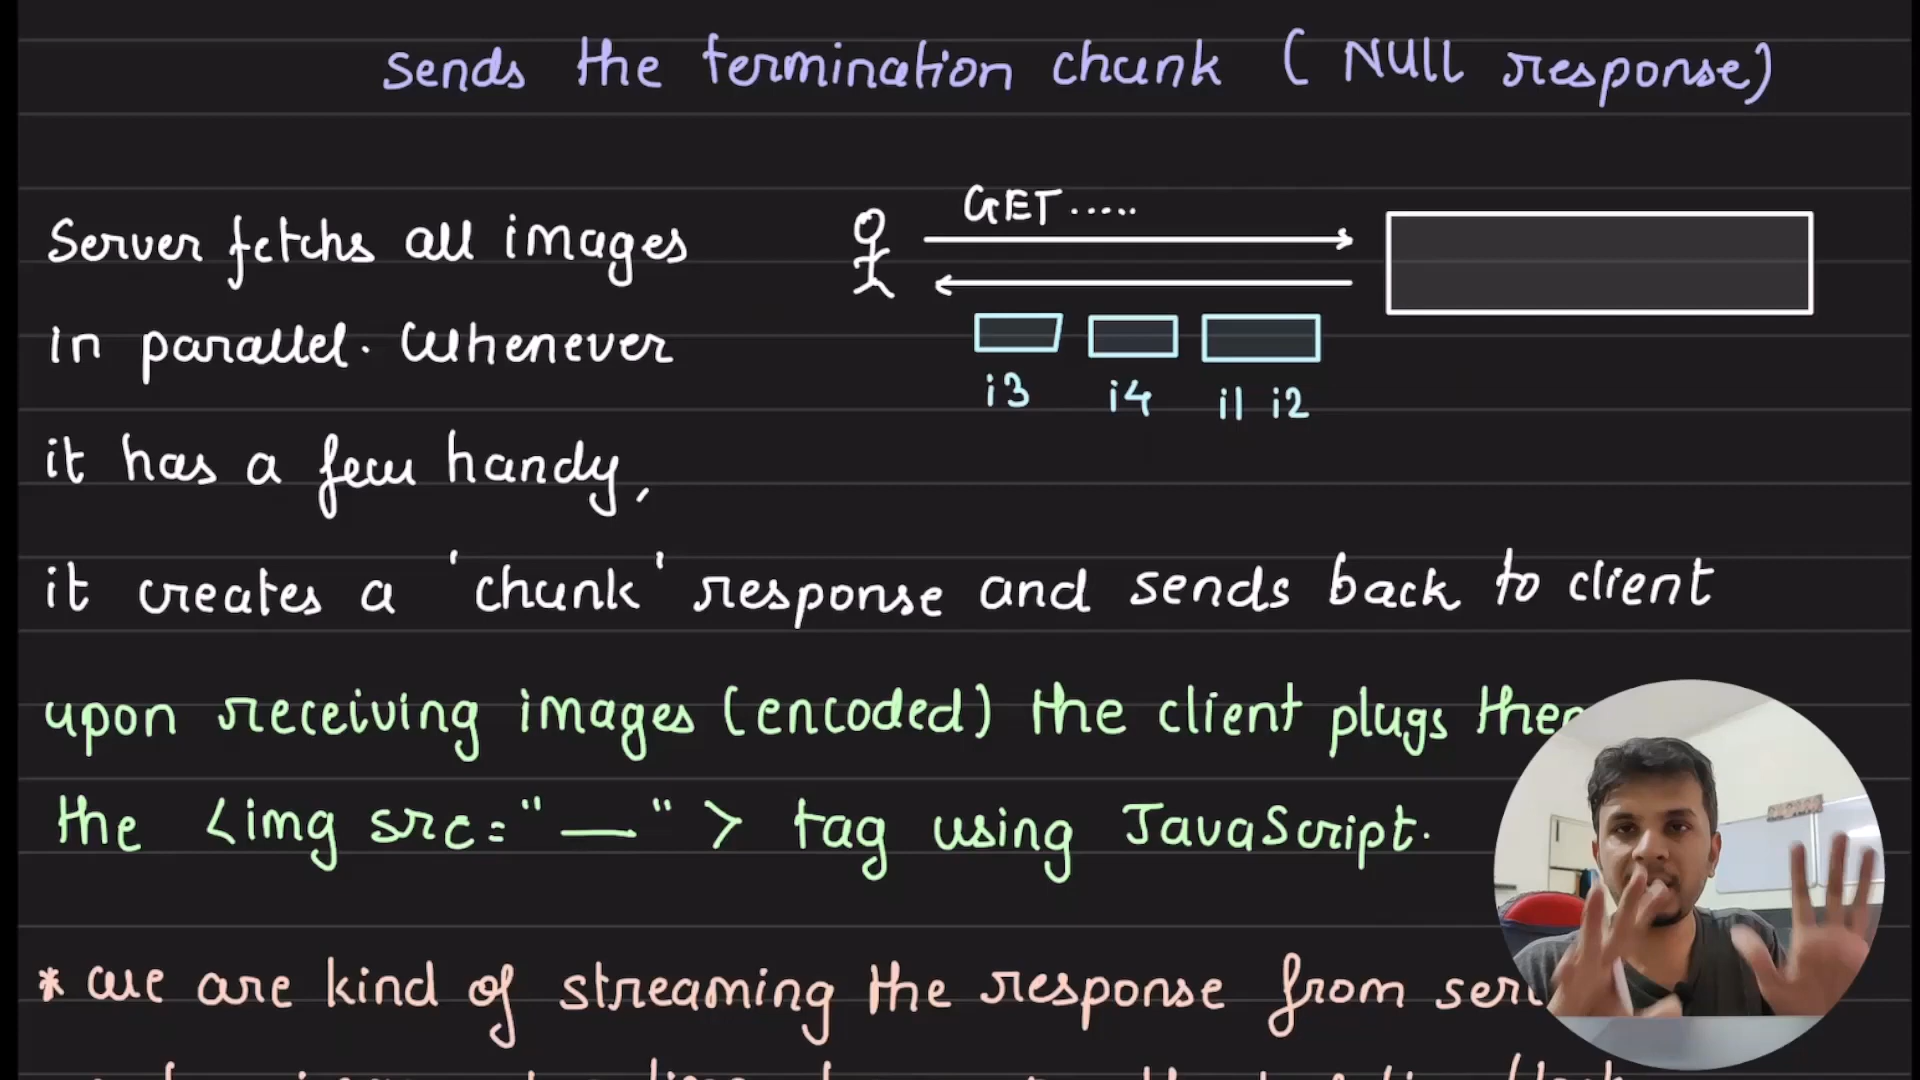 sends the termination chunk ( NULL response)
GET.....
Server fetchs all images
in parallel. Whenever
i3 i4 i1 i2
it has a few handy,
it creates a 'chunk' response and sends back to client
upon receiving images (encoded) the client plugs
the <img src="—"> tag using JavaScript.
* we are kind of streaming the response from